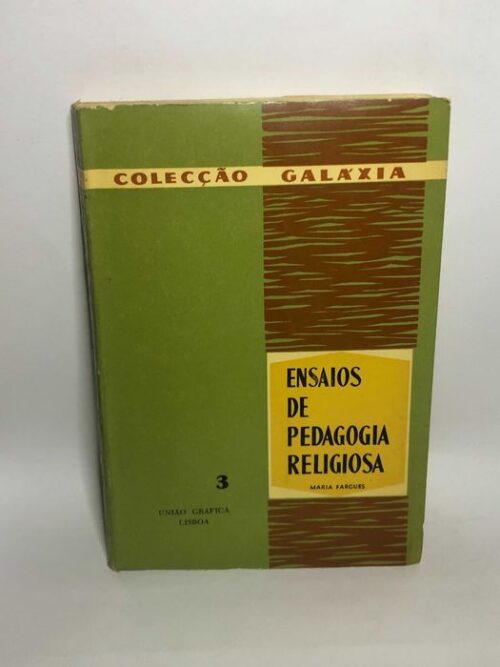 COLECÇÃO GALÁXIA
ENSAIOS
DE
PEDAGOGIA
RELIGIOSA
MARIA FARGUES
3
UNIÃO GRÁFICA
LISBOA